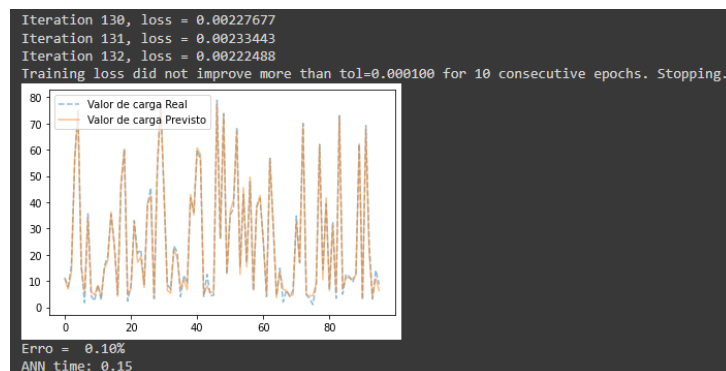 Iteration 130, loss = 0.00227677
Iteration 131, loss = 0.00233443
Iteration 132, loss = 0.00222488
Training loss did not improve more than tol=0.000100 for 10 consecutive epochs. Stopping.
80
70
60
50
40
30
20
10
0
Valor de carga Real
Valor de carga Previsto
0 20 40 60 80
Erro = 0.10%
ANN time: 0.15